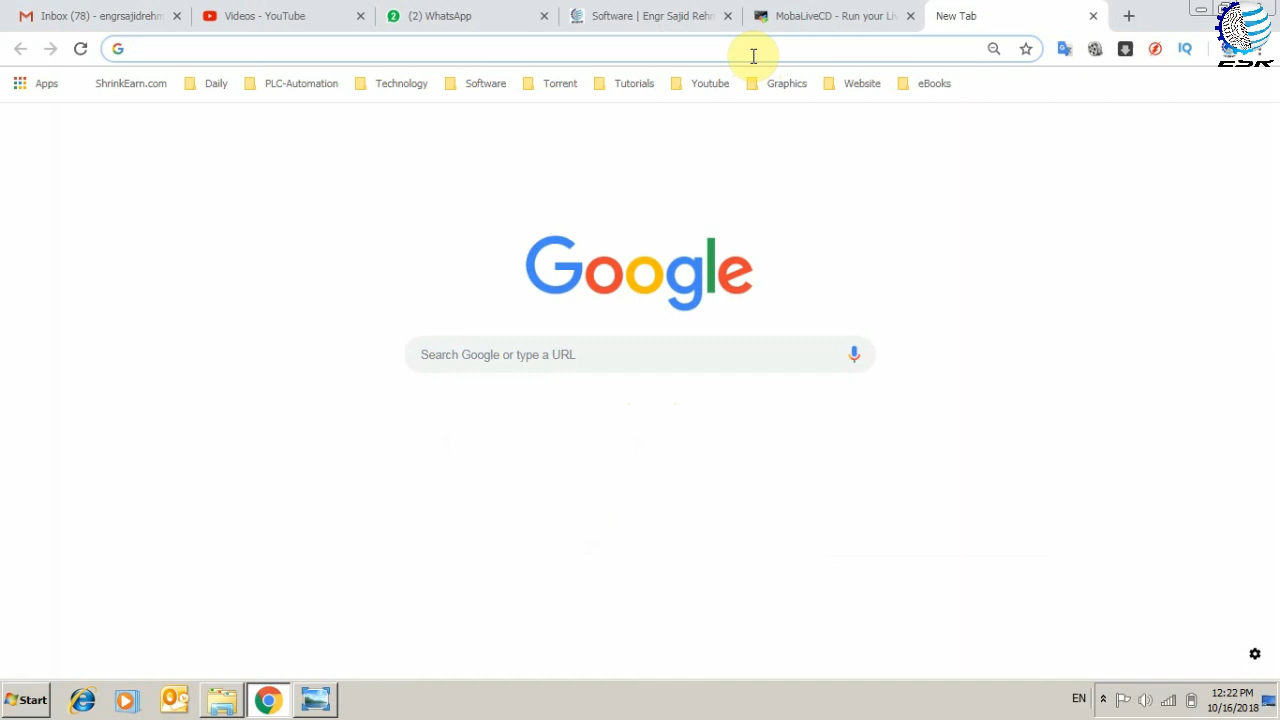 Inbox (78) - engrsajidrehm
Videos - YouTube
(2) WhatsApp
Software | Engr Sajid Rehm
MobaLiveCD - Run your Li
New Tab
IQ
ESR
Apps
ShrinkEarn.com
Daily
PLC-Automation
Technology
Software
Torrent
Tutorials
Youtube
Graphics
Website
eBooks
Google
Search Google or type a URL
Start
EN
12:22 PM
10/16/2018